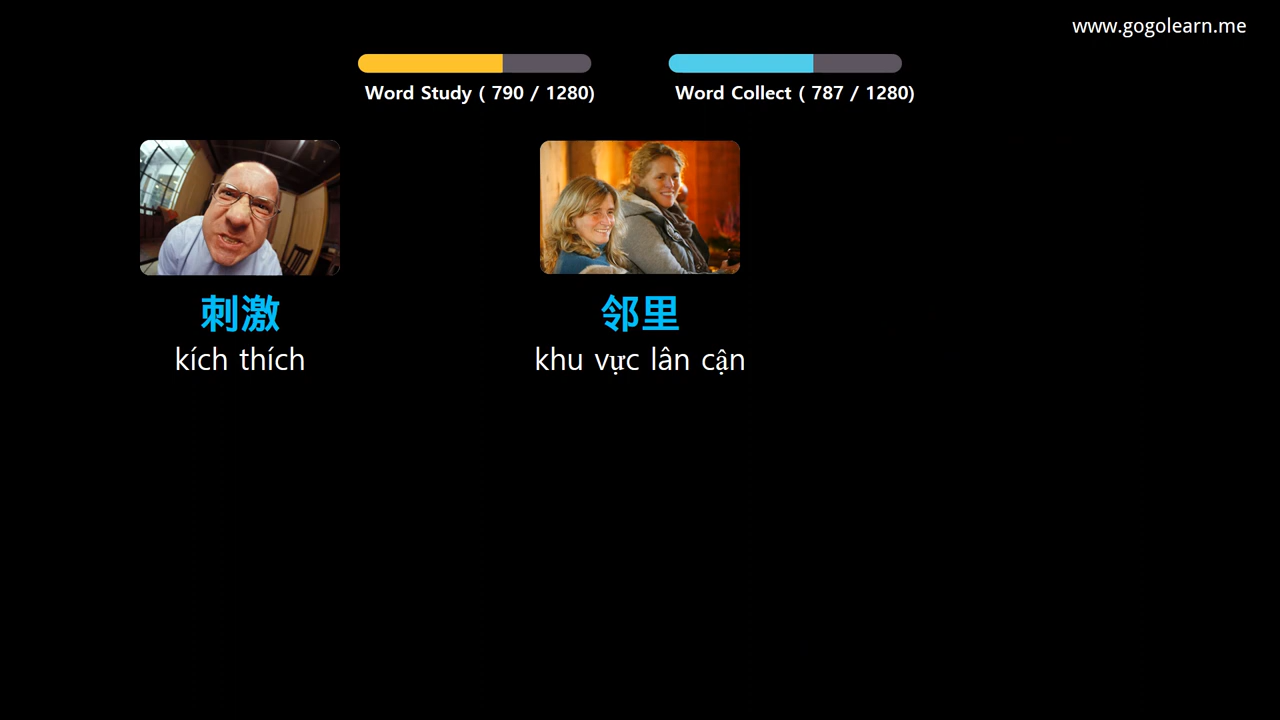 www.gogolearn.me
Word Study ( 790 / 1280)
Word Collect ( 787 / 1280)
刺激
kích thích
邻里
khu vực lân cận